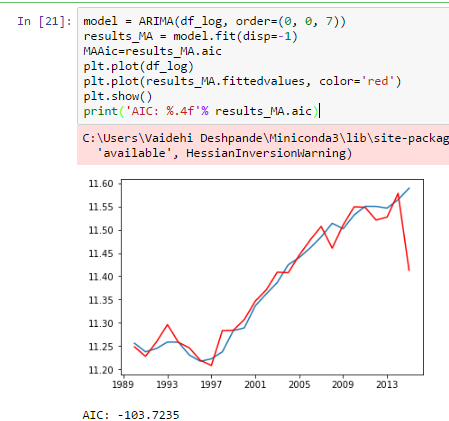 In [21]:
model = ARIMA(df_log, order=(0, 0, 7))
results_MA = model.fit(disp=-1)
MAAic=results_MA.aic
plt.plot(df_log)
plt.plot(results_MA.fittedvalues, color='red')
plt.show()
print('AIC: %.4f'% results_MA.aic)
C:\Users\Vaidehi Deshpande\Miniconda3\lib\site-packag
'available', HessianInversionWarning)
11.60
11.55
11.50
11.45
11.40
11.35
11.30
11.25
11.20
1989 1993 1997 2001 2005 2009 2013
AIC: -103.7235